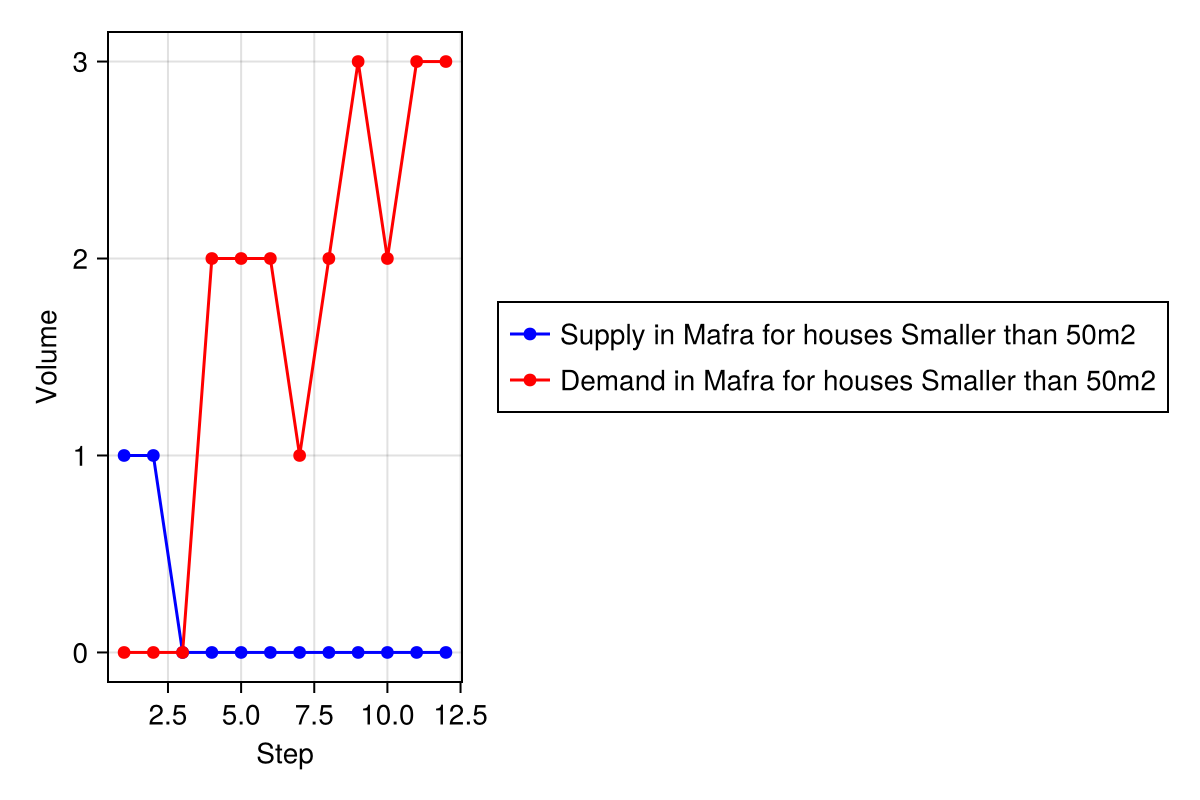 3
2
1
0
Volume
2.5 5.0 7.5 10.0 12.5
Step
Supply in Mafra for houses Smaller than 50m2
Demand in Mafra for houses Smaller than 50m2